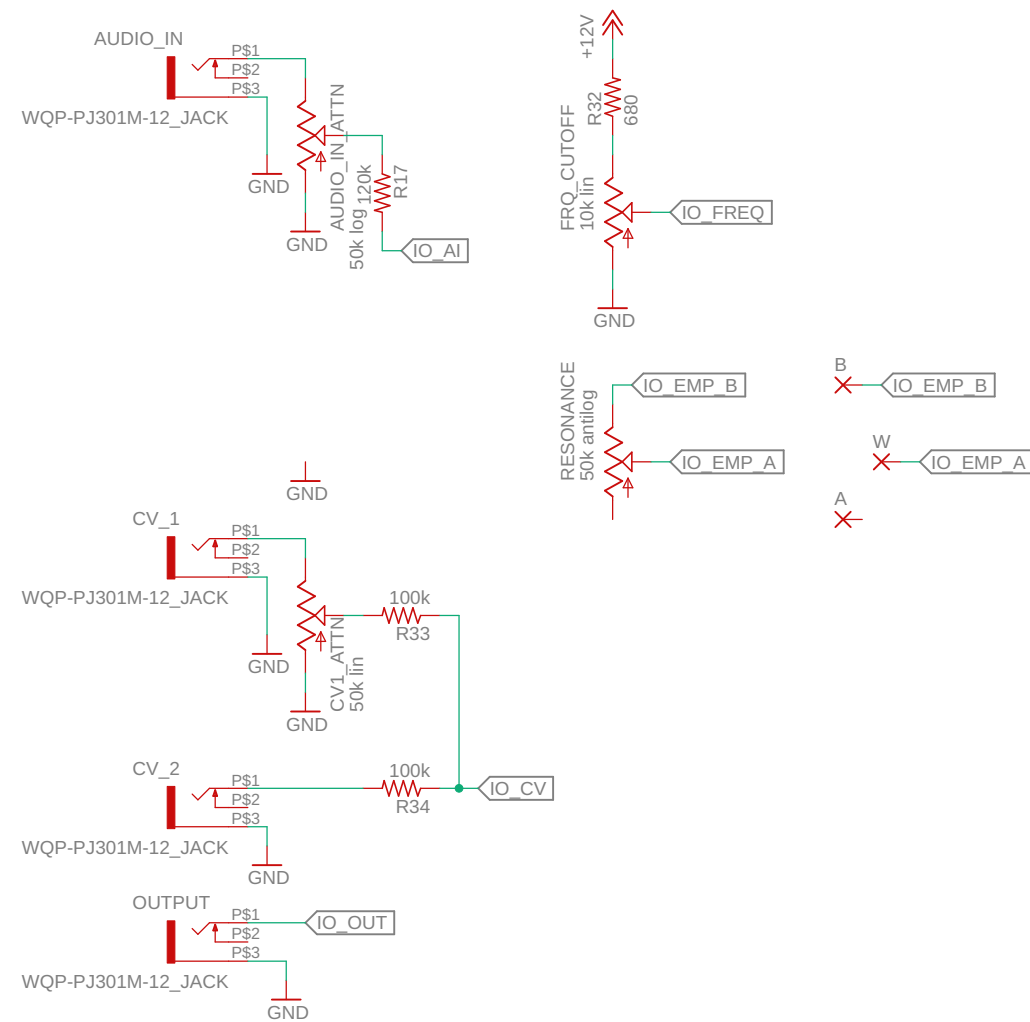 AUDIO_IN
P$1
P$2
P$3
WQP-PJ301M-12_JACK
GND
GND
AUDIO_IN_ATTN
50k log
120k
R17
IO_AI
+12V
R32
680
FRQ_CUTOFF
10k lin
IO_FREQ
GND
RESONANCE
50k antilog
IO_EMP_B
IO_EMP_A
B
IO_EMP_B
W
IO_EMP_A
A
GND
CV_1
P$1
P$2
P$3
WQP-PJ301M-12_JACK
GND
GND
CV1_ATTN
50k lin
100k
R33
CV_2
P$1
P$2
P$3
WQP-PJ301M-12_JACK
GND
100k
R34
IO_CV
OUTPUT
P$1
P$2
P$3
WQP-PJ301M-12_JACK
IO_OUT
GND